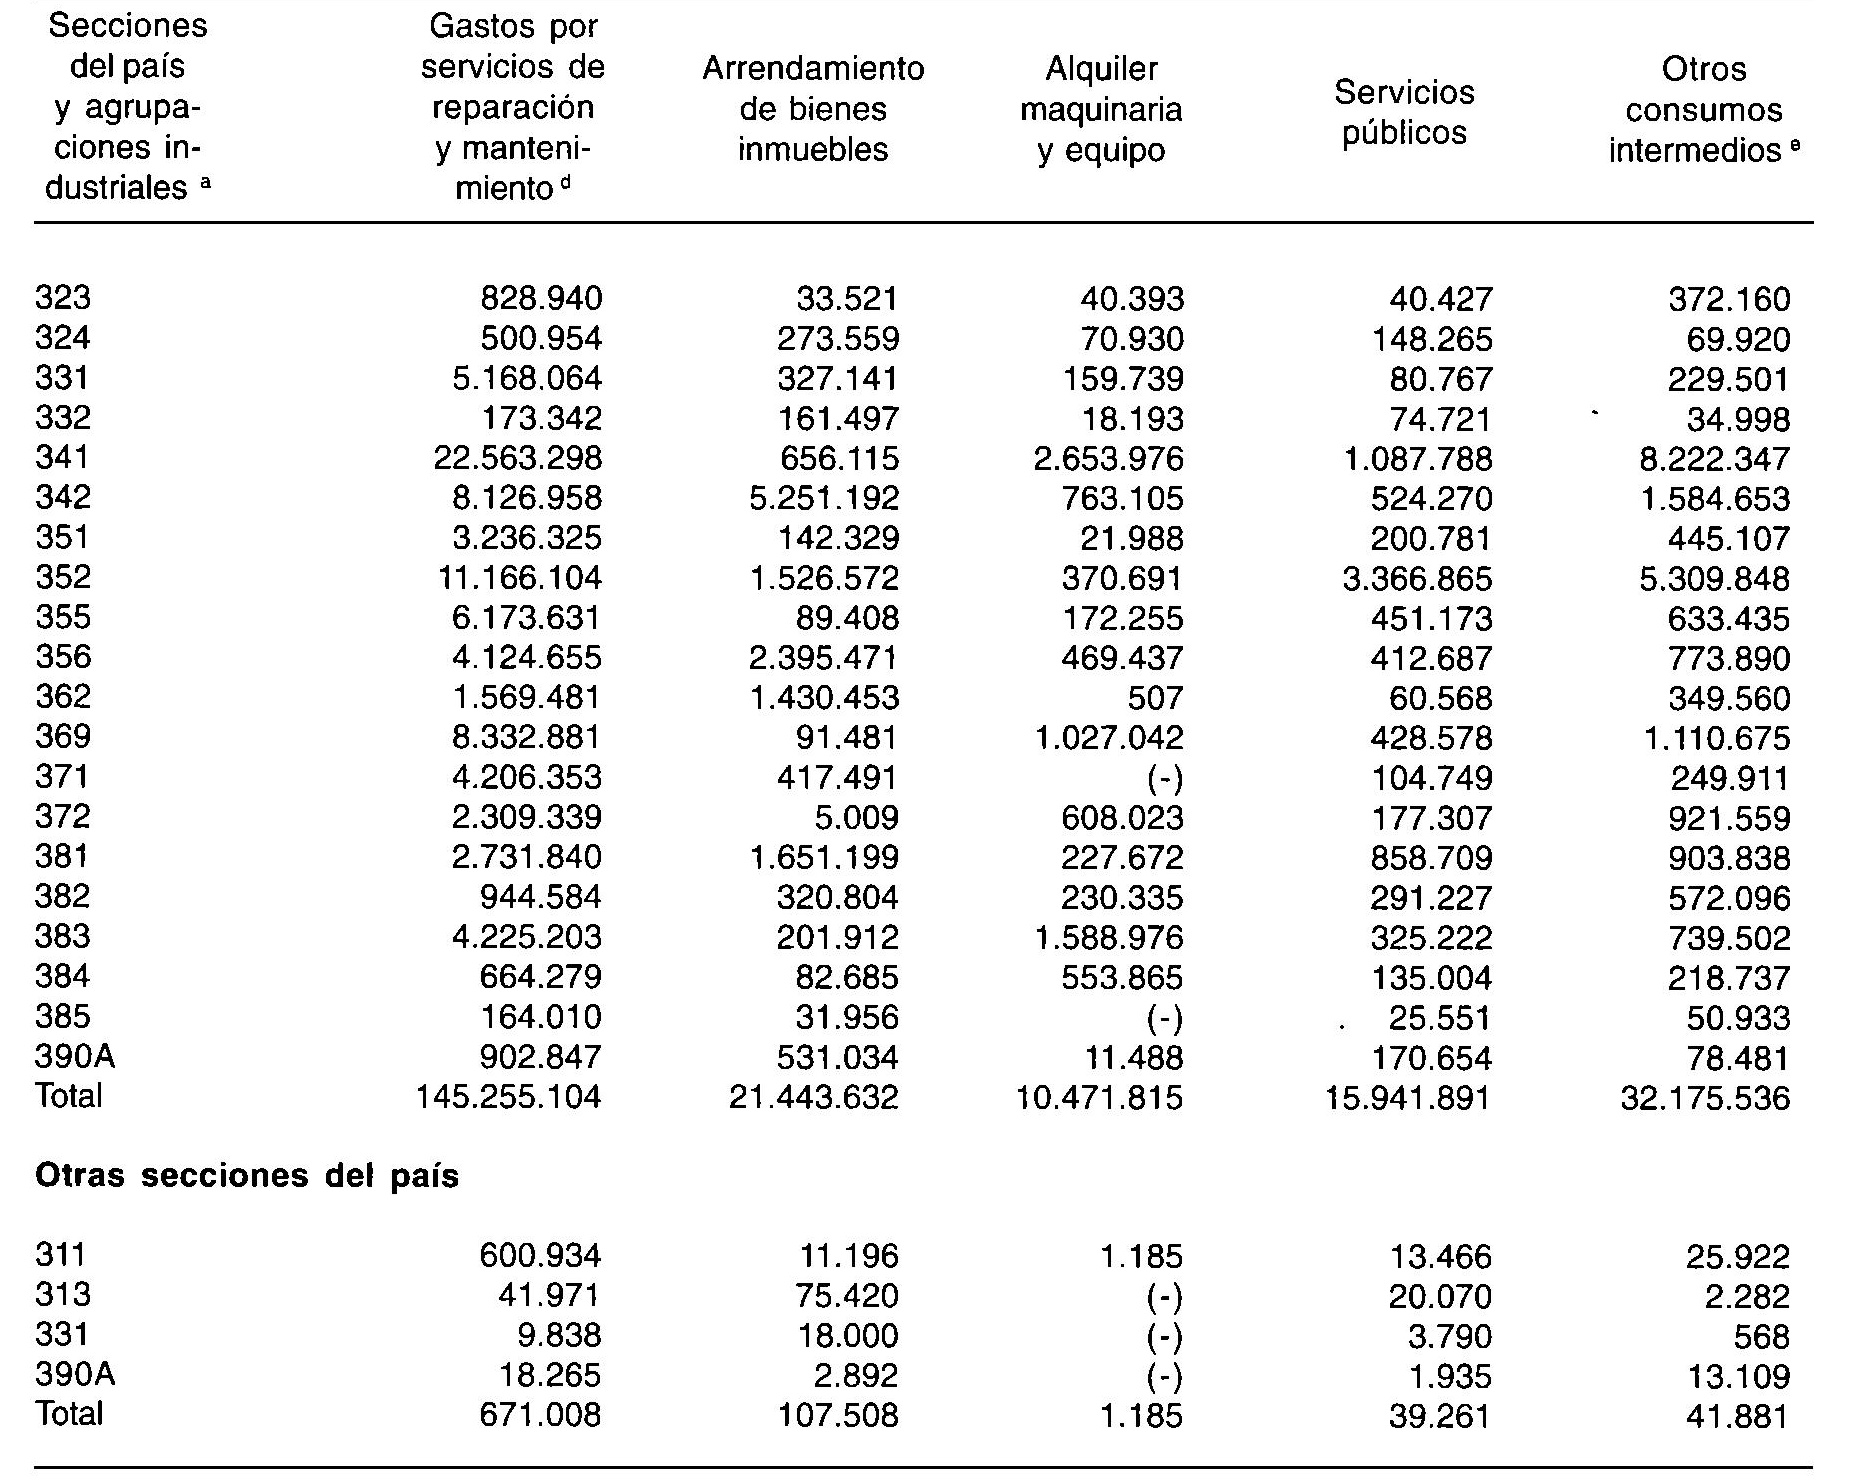 Secciones del país y agrupa- ciones in- dustriales a	Gastos por servicios de reparación y manteni- miento d	Arrendamiento de bienes inmuebles	Alquiler maquinaria y equipo	Servicios públicos	Otros consumos intermedios e
323 828.940 33.521 40.393 40.427 372.160
324 500.954 273.559 70.930 148.265 69.920
331 5.168.064 327.141 159.739 80.767 229.501
332 173.342 161.497 18.193 74.721 34.998
341 22.563.298 656.115 2.653.976 1.087.788 8.222.347
342 8.126.958 5.251.192 763.105 524.270 1.584.653
351 3.236.325 142.329 21.988 200.781 445.107
352 11.166.104 1.526.572 370.691 3.366.865 5.309.848
355 6.173.631 89.408 172.255 451.173 633.435
356 4.124.655 2.395.471 469.437 412.687 773.890
362 1.569.481 1.430.453 507 60.568 349.560
369 8.332.881 91.481 1.027.042 428.578 1.110.675
371 4.206.353 417.491 (-) 104.749 249.911
372 2.309.339 5.009 608.023 177.307 921.559
381 2.731.840 1.651.199 227.672 858.709 903.838
382 944.584 320.804 230.335 291.227 572.096
383 4.225.203 201.912 1.588.976 325.222 739.502
384 664.279 82.685 553.865 135.004 218.737
385 164.010 31.956 (-) 25.551 50.933
390A 902.847 531.034 11.488 170.654 78.481
Total 145.255.104 21.443.632 10.471.815 15.941.891 32.175.536
Otras secciones del país
311 600.934 11.196 1.185 13.466 25.922
313 41.971 75.420 (-) 20.070 2.282
331 9.838 18.000 (-) 3.790 568
390A 18.265 2.892 (-) 1.935 13.109
Total 671.008 107.508 1.185 39.261 41.881